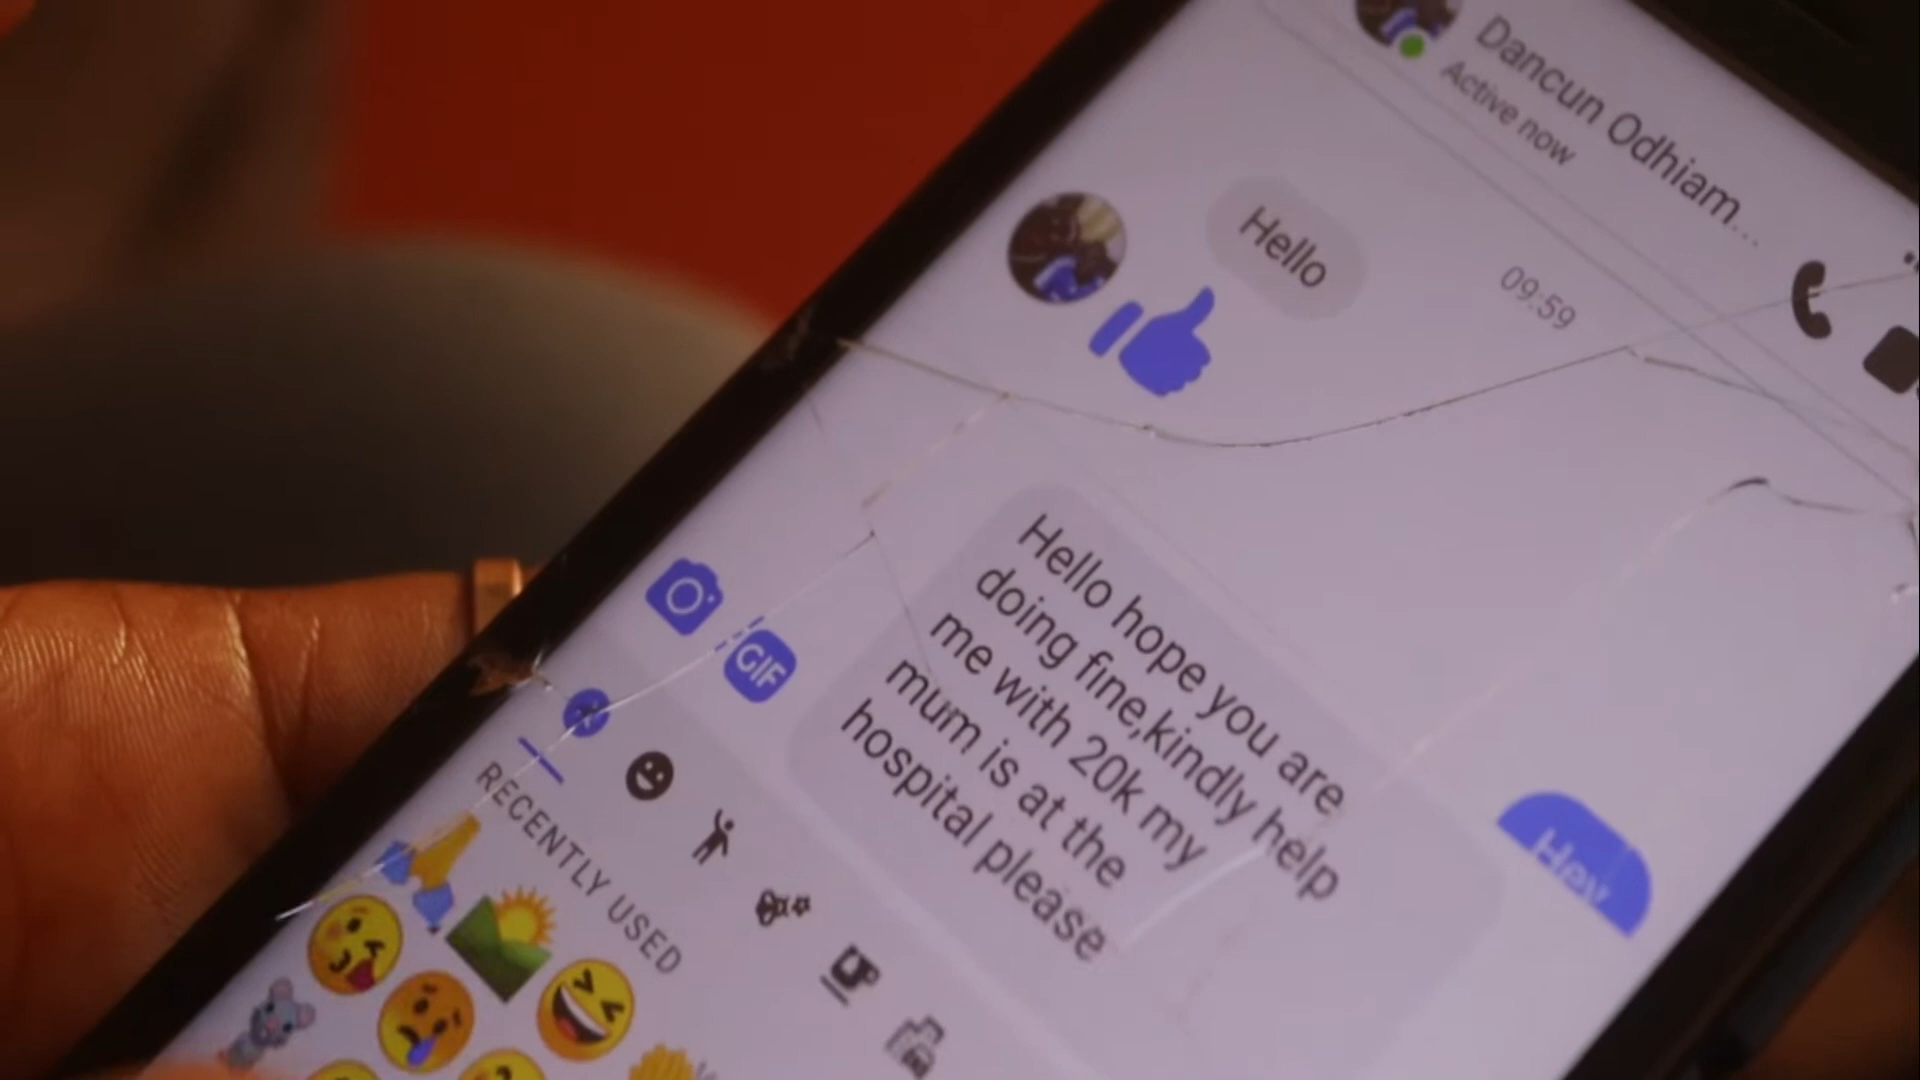 Dancun Odhiam...
Active now
09:59
Hello
Hey
Hello hope you are
doing fine,kindly help
me with 20k my
mum is at the
hospital please
GIF
RECENTLY USED